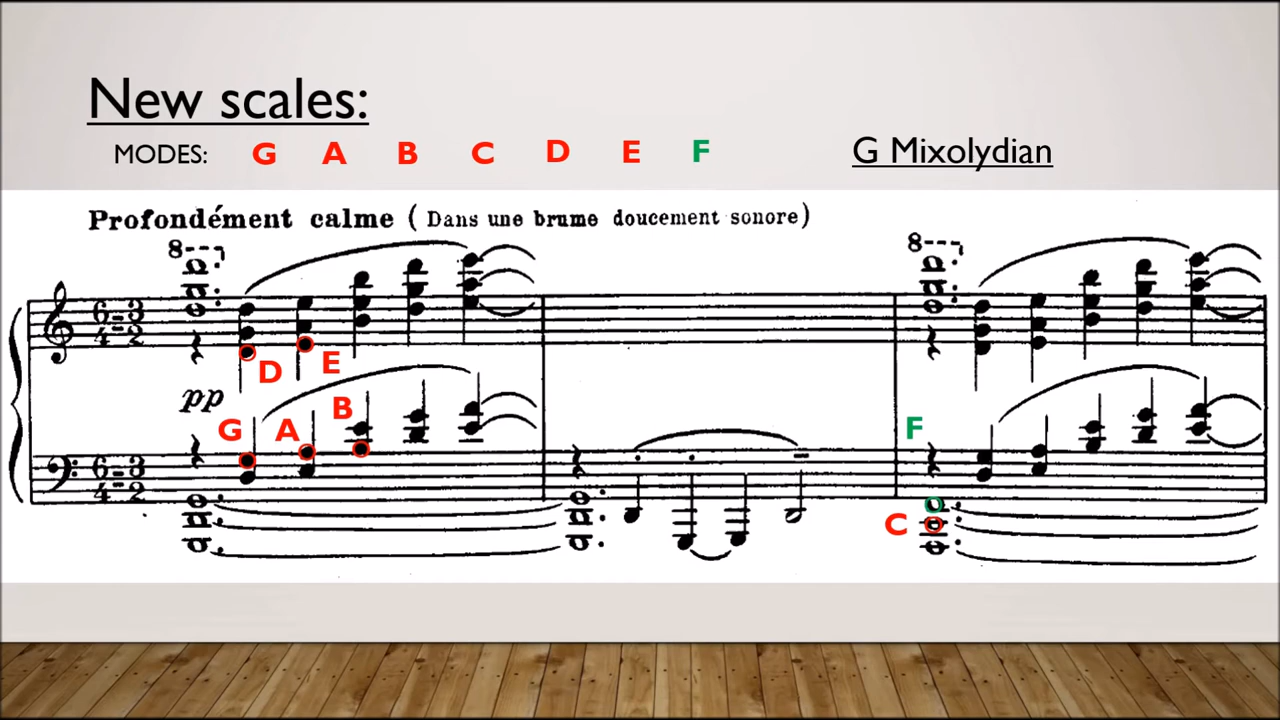 New scales:
MODES: G A B C D E F G Mixolydian
Profondément calme ( Dans une brume doucement sonore)
8 8
6 3
4 2
D E
pp
G A B
F
6 3
4 2
C